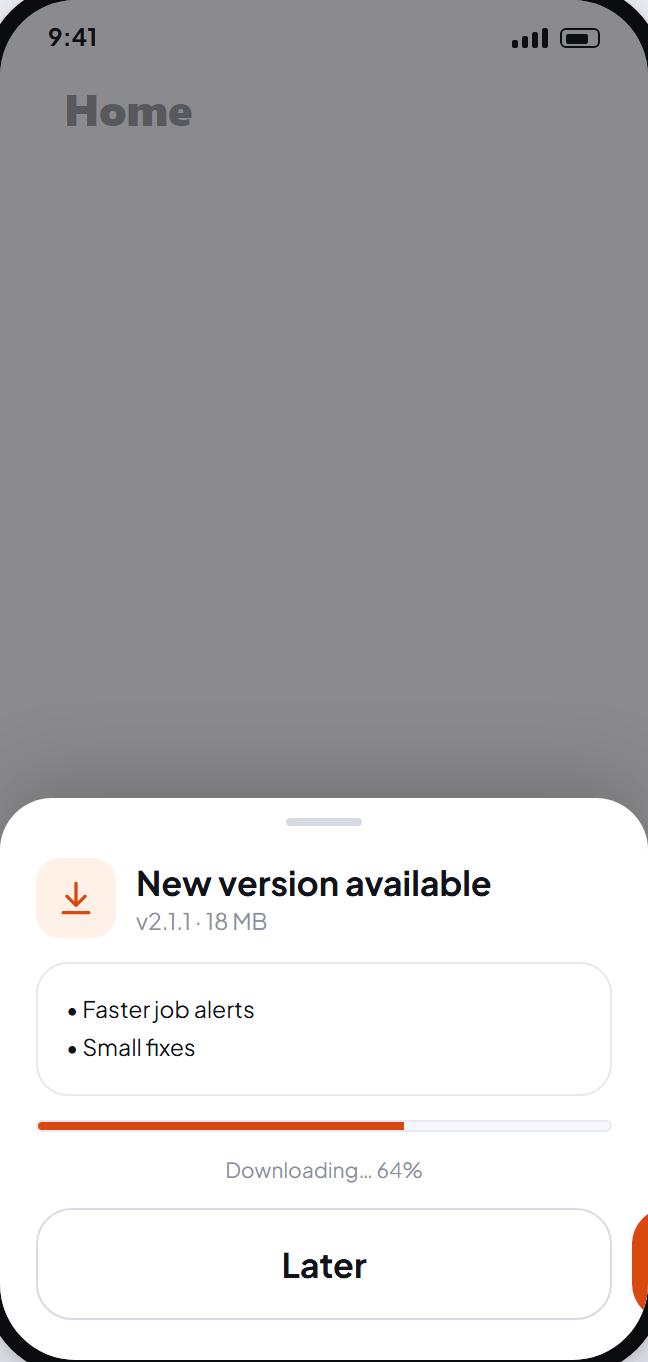 9:41
Home
New version available
v2.1.1 · 18 MB
• Faster job alerts
• Small fixes
Downloading… 64%
Later